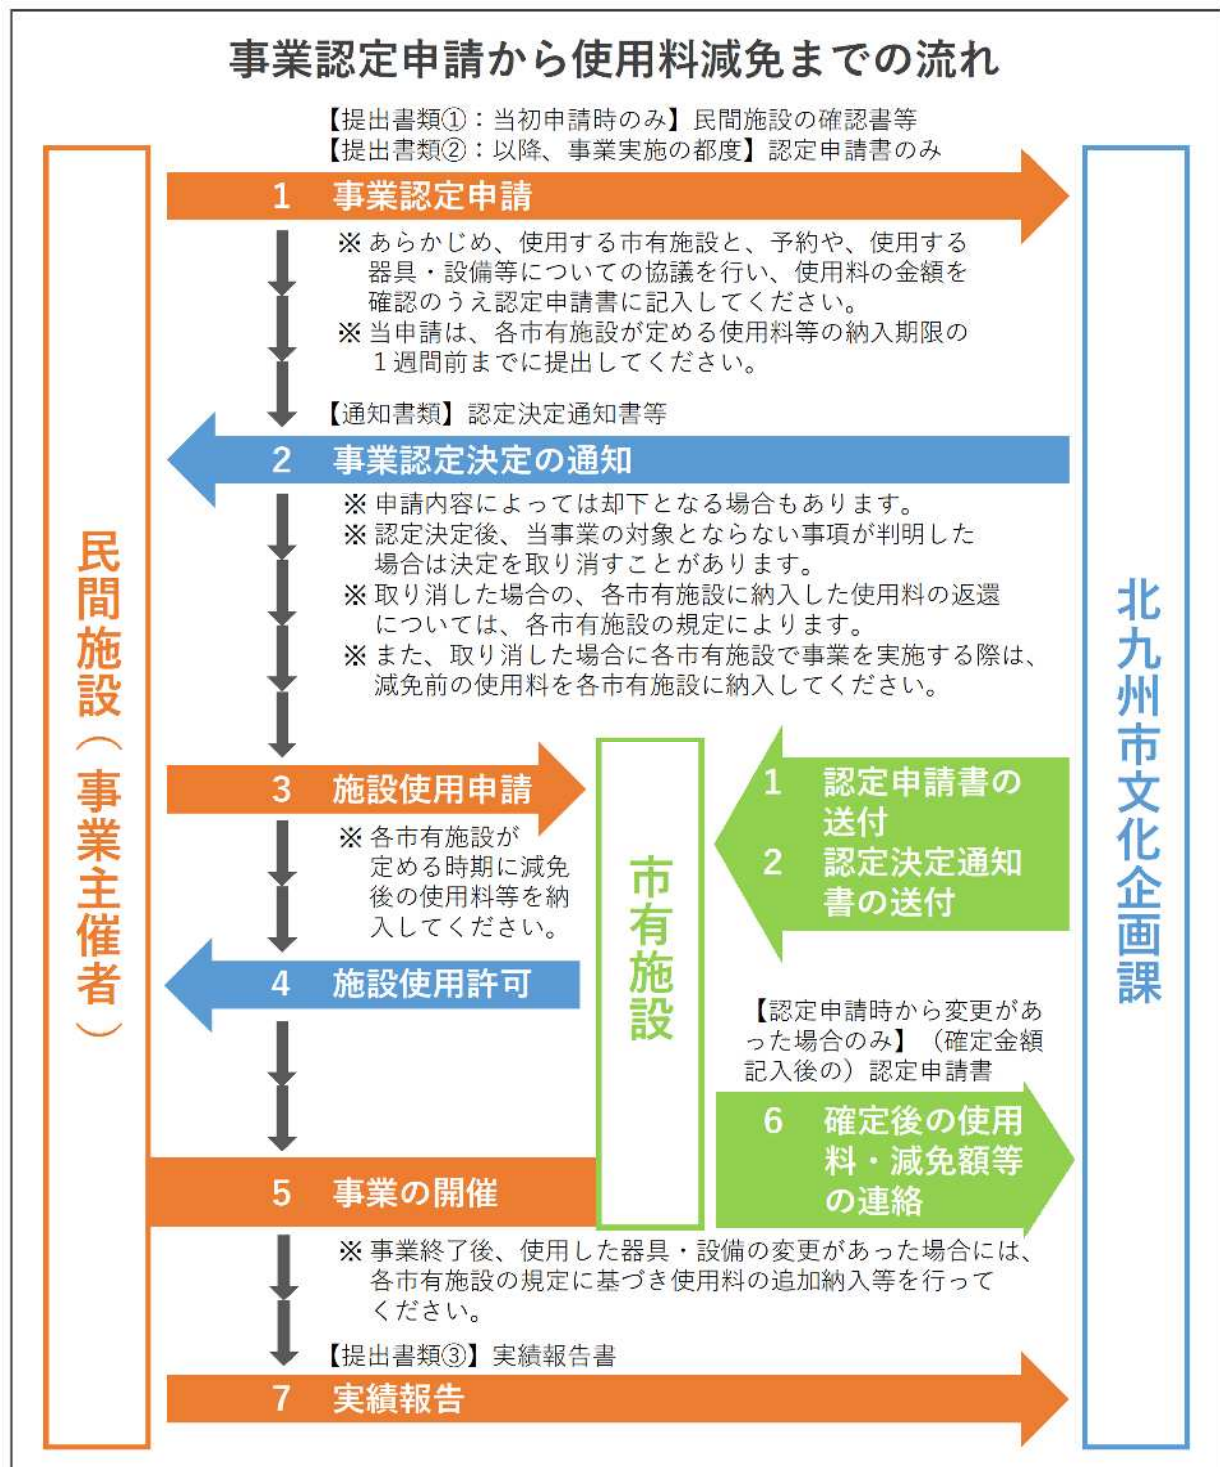 事業認定申請から使用料減免までの流れ
【提出書類①：当初申請時のみ】民間施設の確認書等
【提出書類②：以降、事業実施の都度】認定申請書のみ
1 事業認定申請
※ あらかじめ、使用する市有施設と、予約や、使用する
器具・設備等についての協議を行い、使用料の金額を
確認のうえ認定申請書に記入してください。
※ 当申請は、各市有施設が定める使用料等の納入期限の
１週間前までに提出してください。
【通知書類】認定決定通知書等
2 事業認定決定の通知
※ 申請内容によっては却下となる場合もあります。
※ 認定決定後、当事業の対象とならない事項が判明した
場合は決定を取り消すことがあります。
※ 取り消した場合の、各市有施設に納入した使用料の返還
については、各市有施設の規定によります。
※ また、取り消した場合に各市有施設で事業を実施する際は、
減免前の使用料を各市有施設に納入してください。
民間施設（事業主催者）
北九州市文化企画課
3 施設使用申請
※ 各市有施設が
定める時期に減免
後の使用料等を納
入してください。
市有施設
1 認定申請書の
送付
2 認定決定通知
書の送付
4 施設使用許可
【認定申請時から変更があ
った場合のみ】（確定金額
記入後の）認定申請書
6 確定後の使用
料・減免額等
の連絡
5 事業の開催
※ 事業終了後、使用した器具・設備の変更があった場合には、
各市有施設の規定に基づき使用料の追加納入等を行って
ください。
【提出書類③】実績報告書
7 実績報告